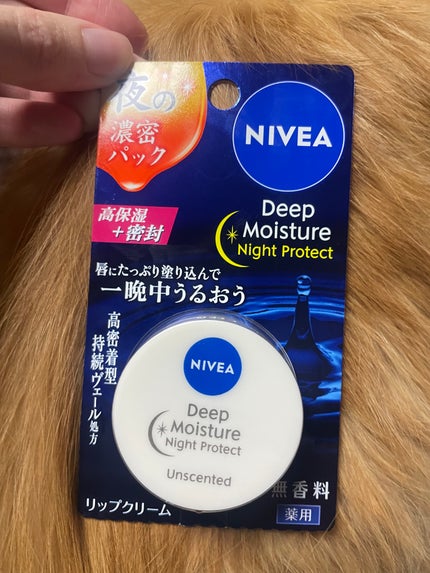 夜の
濃密
パック
NIVEA
高保湿
+密封
Deep
Moisture
Night Protect
唇にたっぷり塗り込んで
一晩中うるおう
高密着型
持続ヴェール処方
NIVEA
Deep
Moisture
Night Protect
Unscented
無香料
リップクリーム
薬用